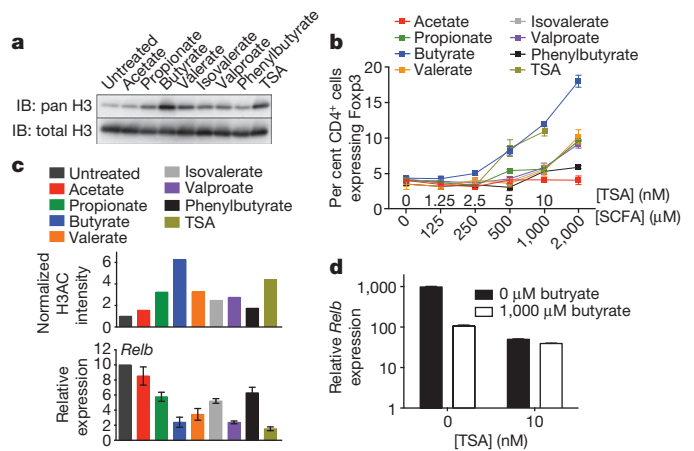 a
Untreated
Acetate
Propionate
Butyrate
Valerate
Isovalerate
Valproate
Phenylbutyrate
TSA
IB: pan H3
IB: total H3
b
Acetate
Propionate
Butyrate
Valerate
Isovalerate
Valproate
Phenylbutyrate
TSA
Per cent CD4+ cells
expressing Foxp3
20
15
10
5
0
0 1.25 2.5 5 10 [TSA] (nM)
0 125 250 500 1,000 2,000 [SCFA] (μM)
c
Untreated
Acetate
Propionate
Butyrate
Valerate
Isovalerate
Valproate
Phenylbutyrate
TSA
Normalized
H3AC
intensity
6
4
2
0
Relb
Relative
expression
12
10
8
6
4
2
0
d
0 μM butryate
1,000 μM butyrate
Relative Relb
expression
1,000
100
10
1
0 10
[TSA] (nM)